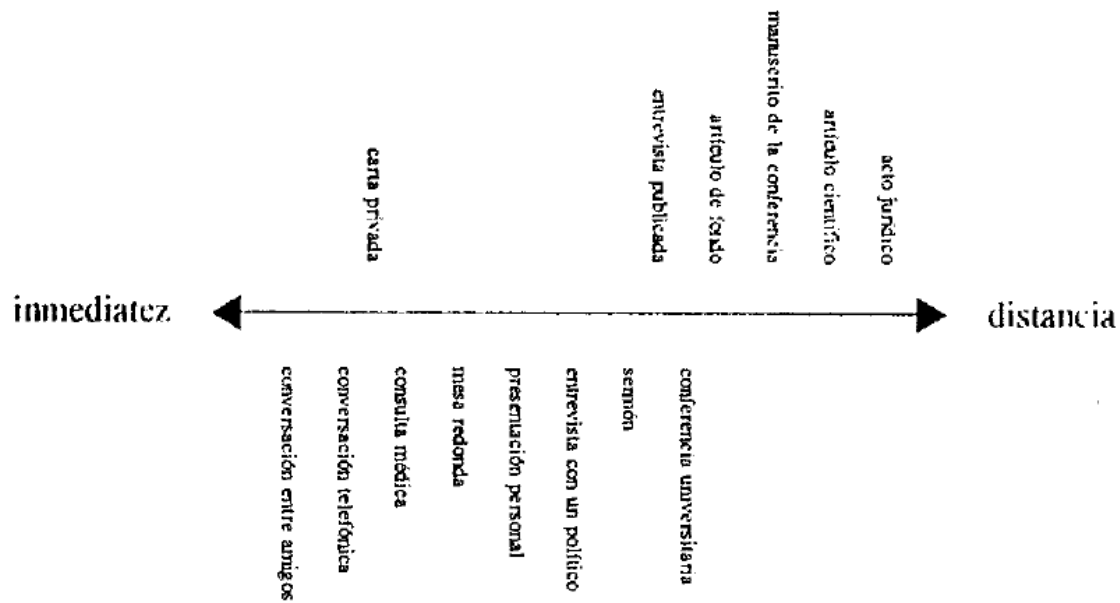 carta privada
entrevista publicada
artículo de fondo
manuscrito de la conferencia
artículo científico
acto jurídico
inmediatez
distancia
conversación entre amigos
conversación telefónica
consulta médica
mesa redonda
presentación personal
entrevista con un político
sermón
conferencia universitaria